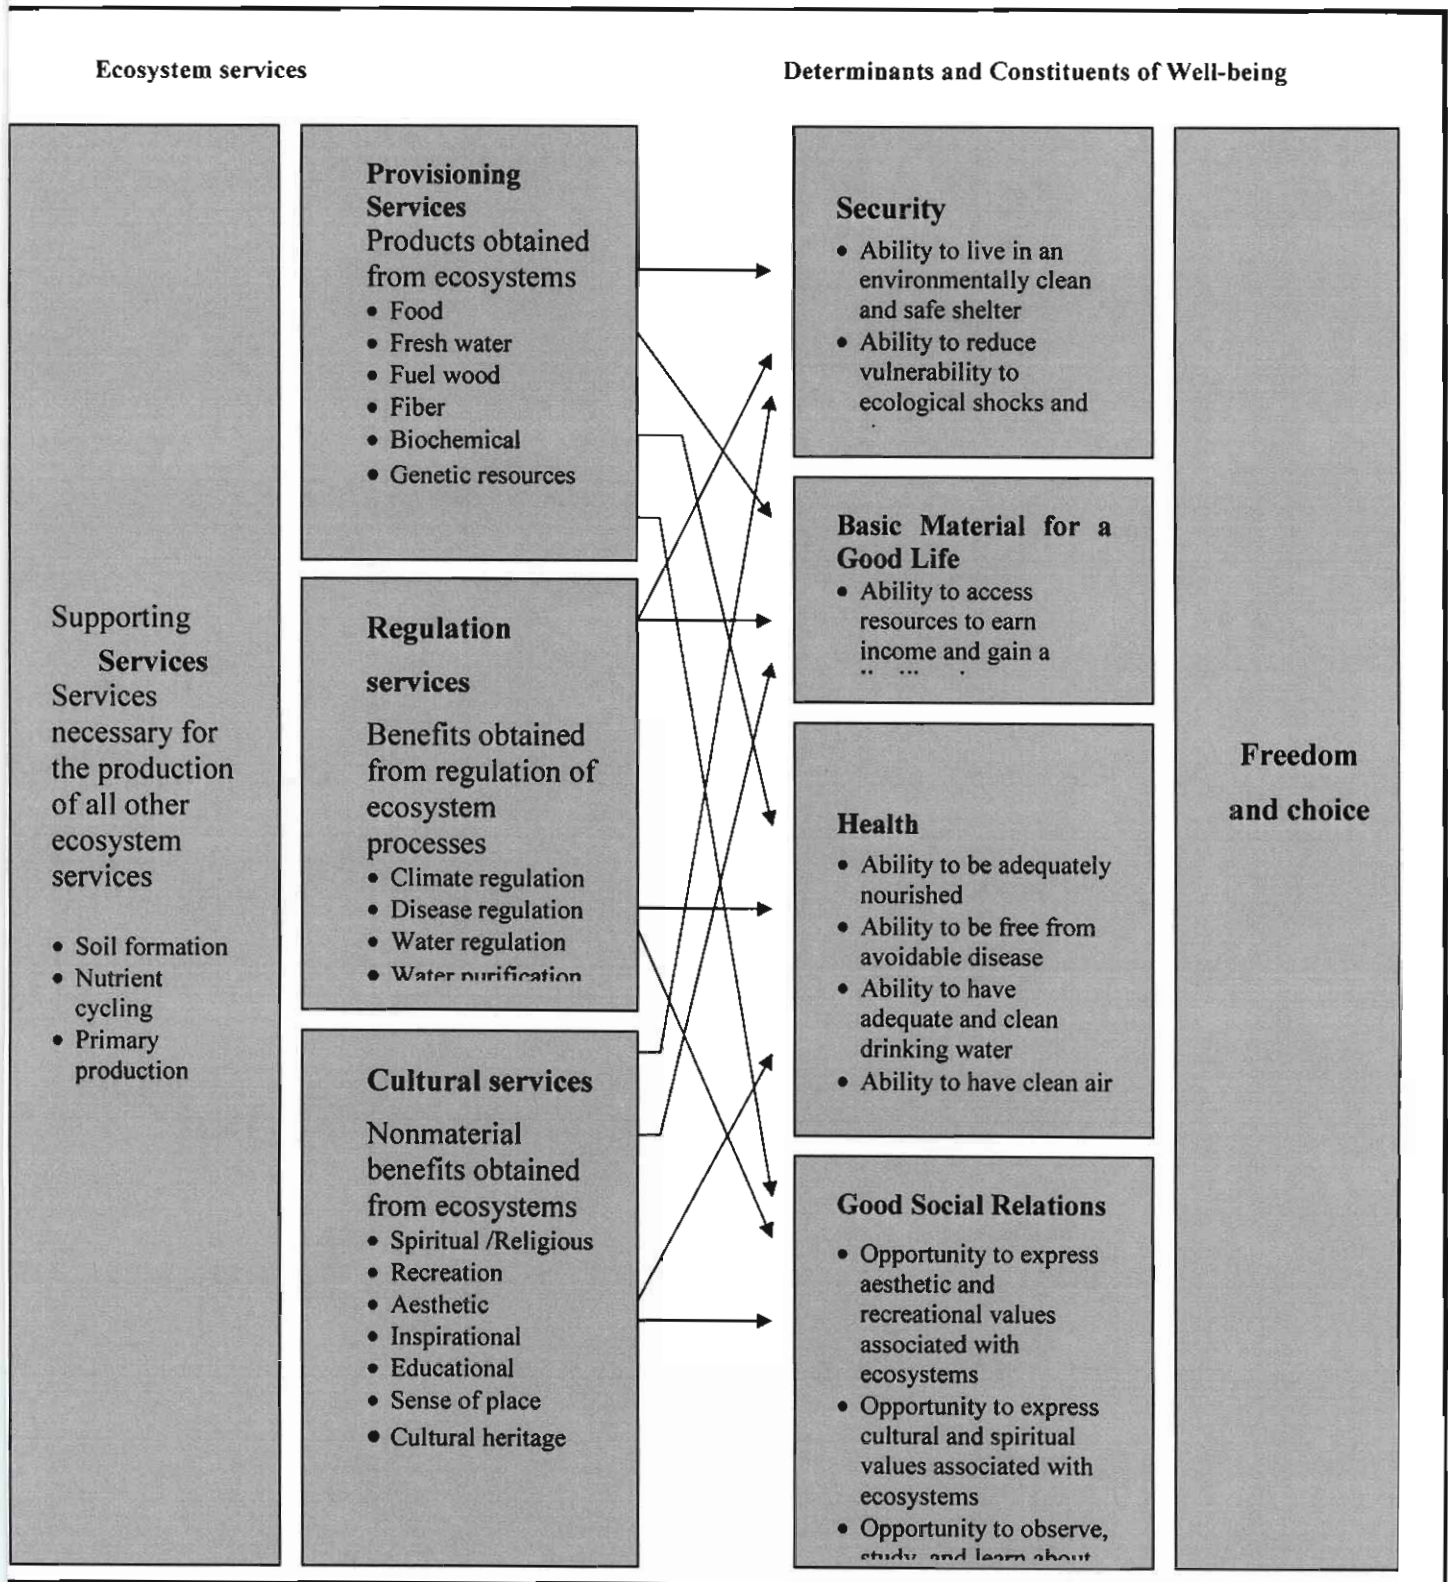 Ecosystem services
Determinants and Constituents of Well-being
Supporting
Services
Services
necessary for
the production
of all other
ecosystem
services
• Soil formation
• Nutrient
cycling
• Primary
production
Provisioning
Services
Products obtained
from ecosystems
• Food
• Fresh water
• Fuel wood
• Fiber
• Biochemical
• Genetic resources
Regulation
services
Benefits obtained
from regulation of
ecosystem
processes
• Climate regulation
• Disease regulation
• Water regulation
• Water purification
Cultural services
Nonmaterial
benefits obtained
from ecosystems
• Spiritual /Religious
• Recreation
• Aesthetic
• Inspirational
• Educational
• Sense of place
• Cultural heritage
Security
• Ability to live in an
environmentally clean
and safe shelter
• Ability to reduce
vulnerability to
ecological shocks and
Basic Material for a
Good Life
• Ability to access
resources to earn
income and gain a
Health
• Ability to be adequately
nourished
• Ability to be free from
avoidable disease
• Ability to have
adequate and clean
drinking water
• Ability to have clean air
Good Social Relations
• Opportunity to express
aesthetic and
recreational values
associated with
ecosystems
• Opportunity to express
cultural and spiritual
values associated with
ecosystems
• Opportunity to observe,
study, and learn about
Freedom
and choice